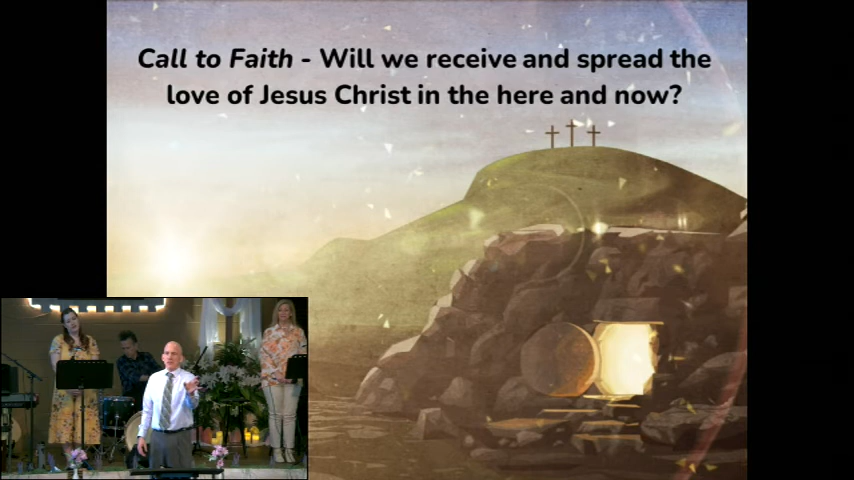 Call to Faith - Will we receive and spread the
love of Jesus Christ in the here and now?